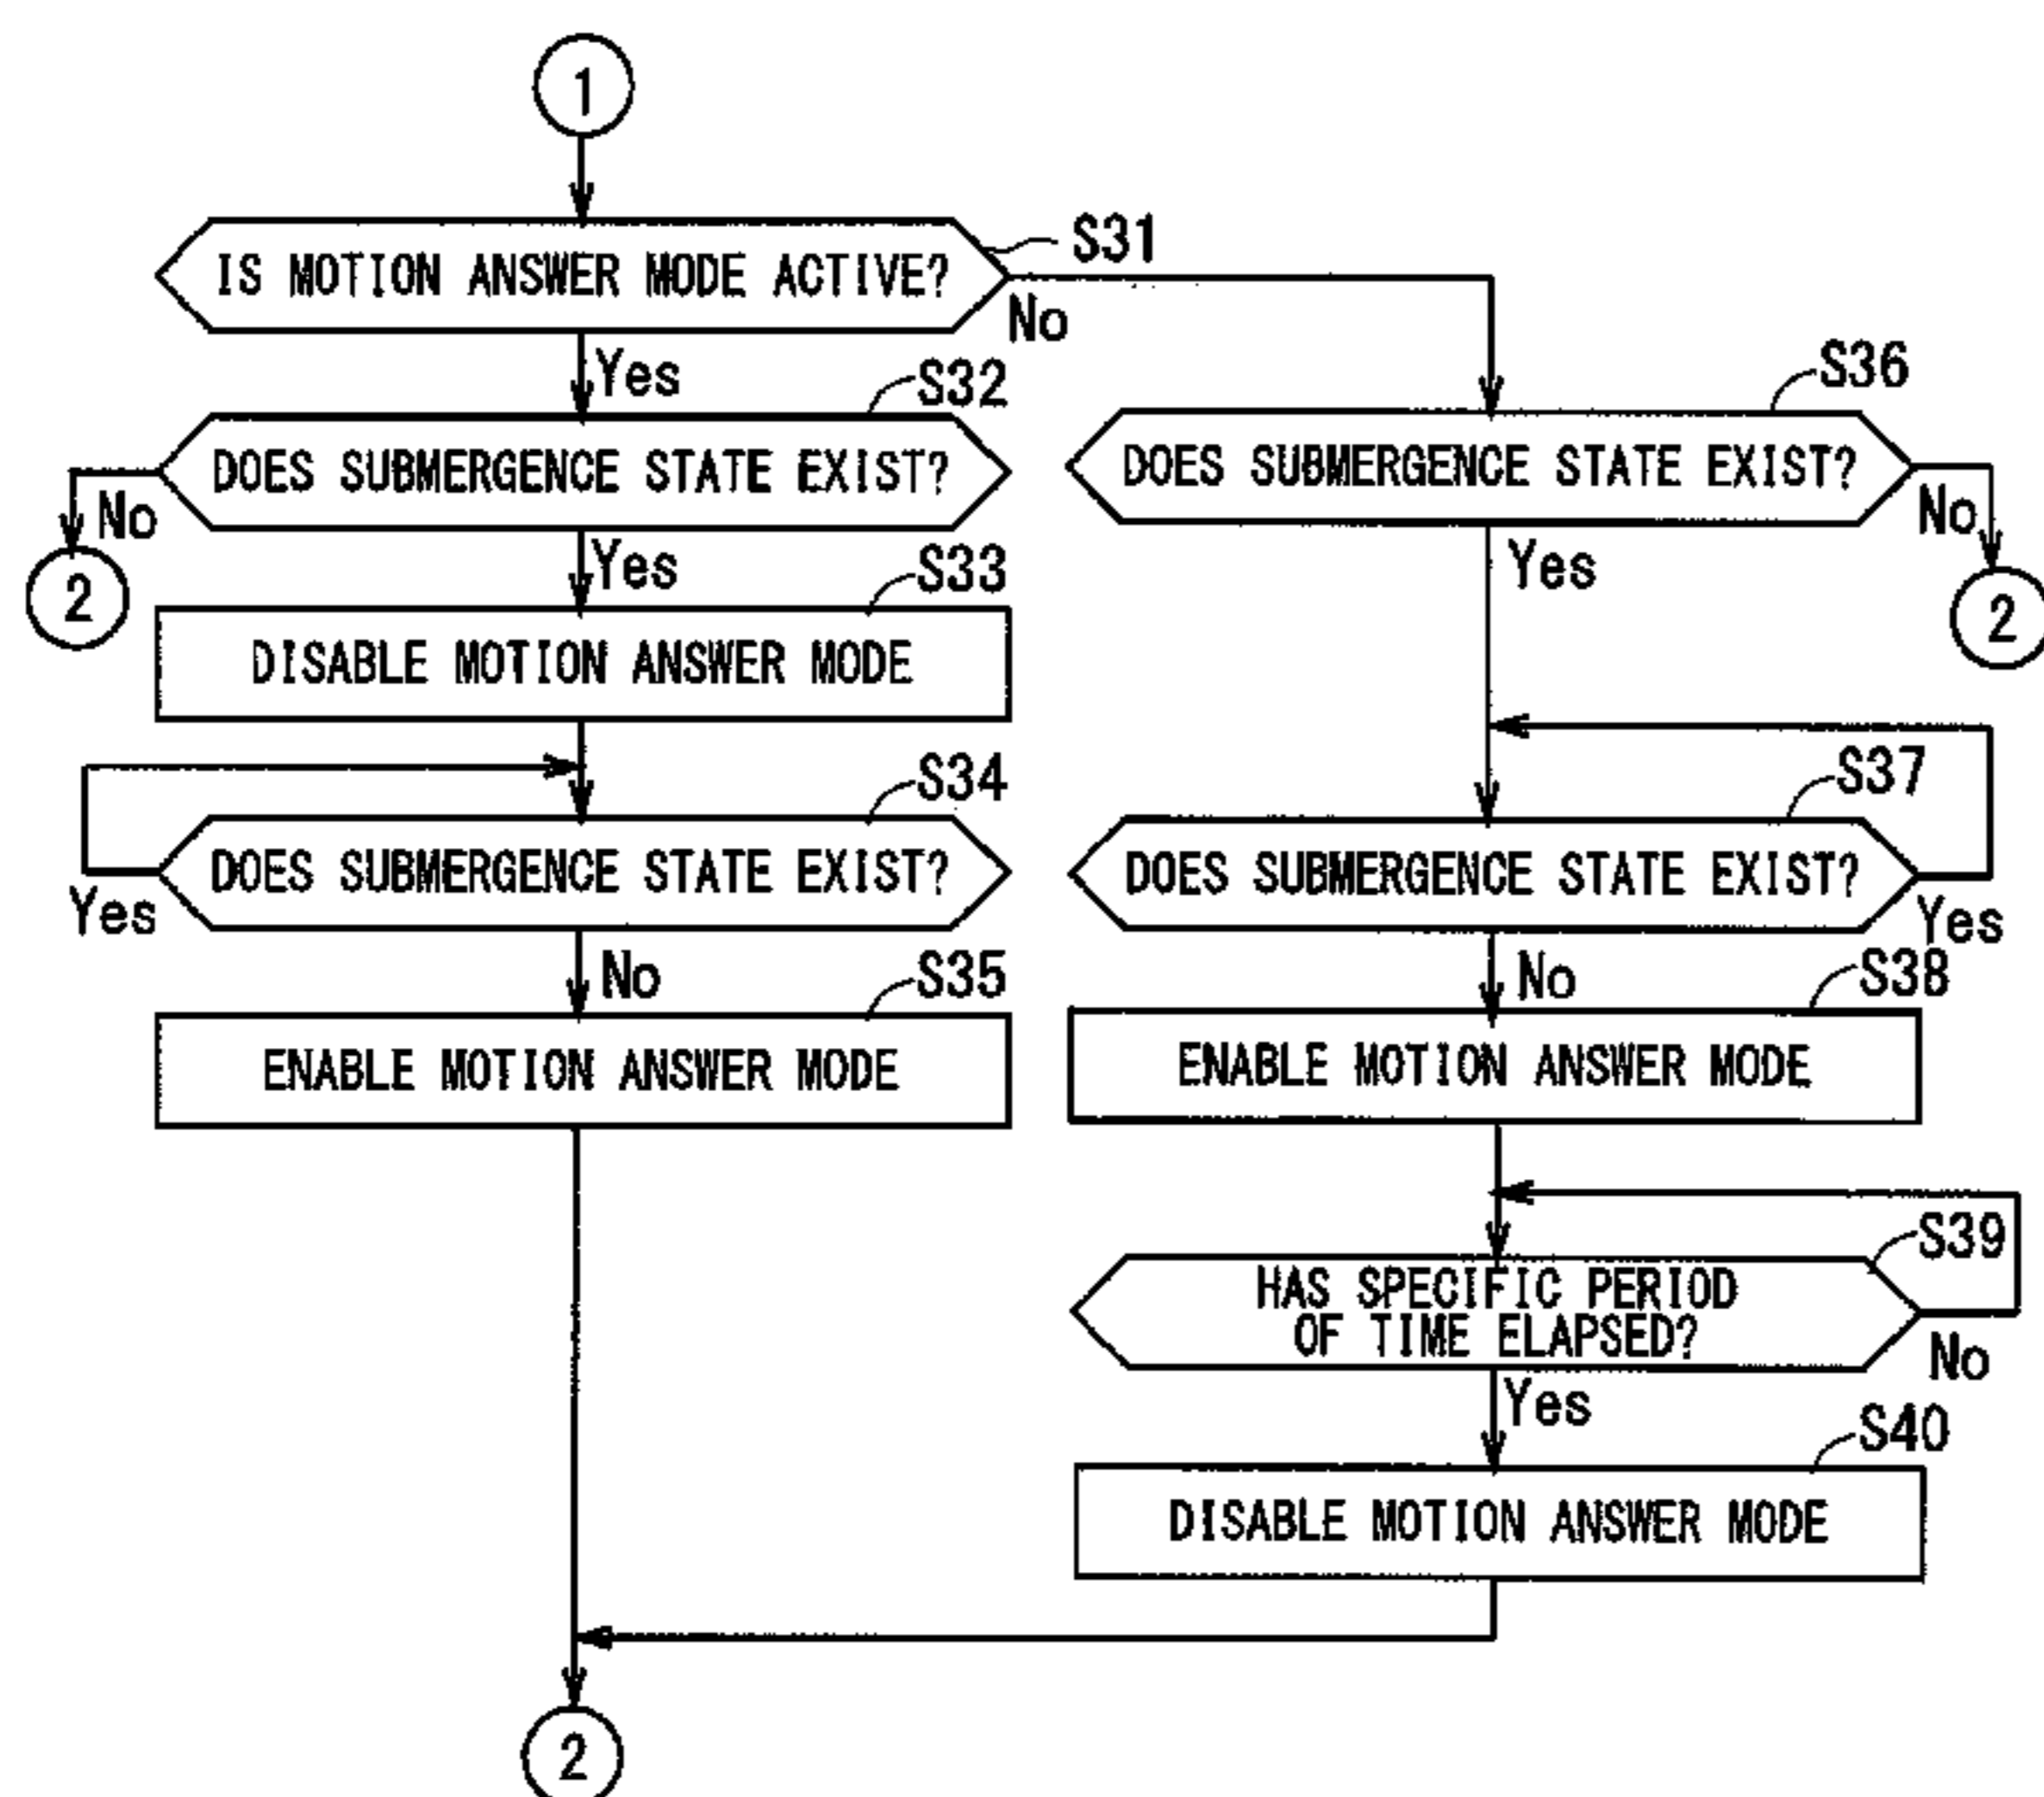 1
IS MOTION ANSWER MODE ACTIVE?
S31
No
Yes
S32
DOES SUBMERGENCE STATE EXIST?
No
2
Yes
S33
DISABLE MOTION ANSWER MODE
S34
DOES SUBMERGENCE STATE EXIST?
Yes
No
S35
ENABLE MOTION ANSWER MODE
S36
DOES SUBMERGENCE STATE EXIST?
No
2
Yes
S37
DOES SUBMERGENCE STATE EXIST?
Yes
No
S38
ENABLE MOTION ANSWER MODE
S39
HAS SPECIFIC PERIOD
OF TIME ELAPSED?
No
Yes
S40
DISABLE MOTION ANSWER MODE
2